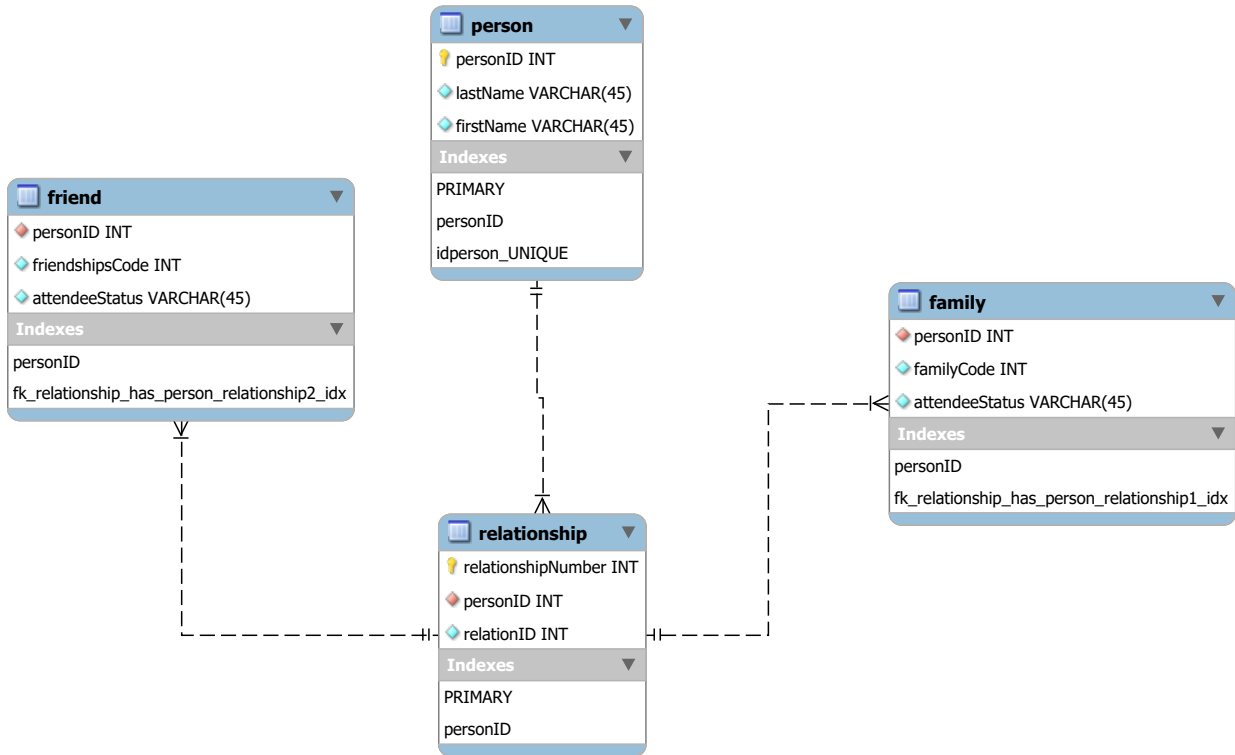 person
personID INT
lastName VARCHAR(45)
firstName VARCHAR(45)
Indexes
PRIMARY
personID
idperson_UNIQUE
friend
personID INT
friendshipsCode INT
attendeeStatus VARCHAR(45)
Indexes
personID
fk_relationship_has_person_relationship2_idx
family
personID INT
familyCode INT
attendeeStatus VARCHAR(45)
Indexes
personID
fk_relationship_has_person_relationship1_idx
relationship
relationshipNumber INT
personID INT
relationID INT
Indexes
PRIMARY
personID